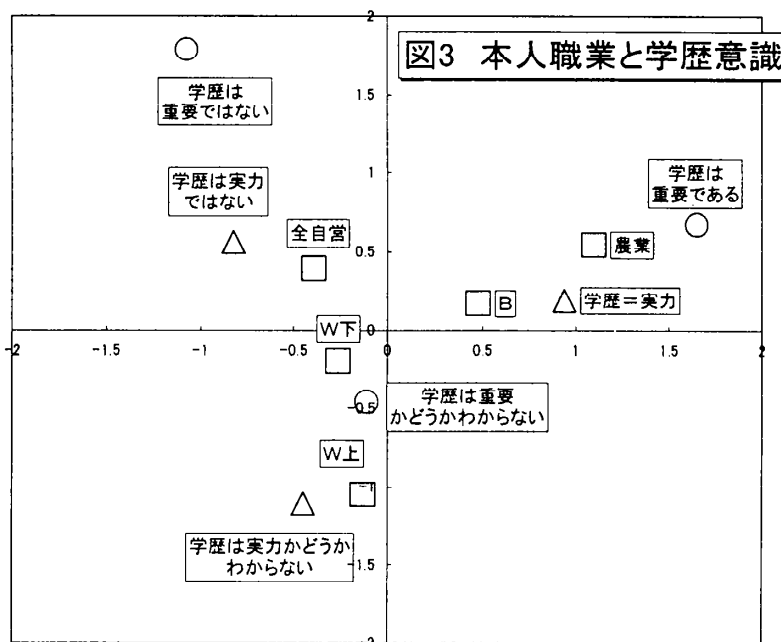 2
図3 本人職業と学歴意識
学歴は
重要ではない
1.5
学歴は実力
ではない
1
学歴は
重要である
全自営
0.5
農業
B
学歴=実力
W下
-2
-1.5
-1
-0.5
0
0
0.5
1
1.5
2
-0.5
学歴は重要
かどうかわからない
W上
-1
学歴は実力かどうか
わからない
-1.5